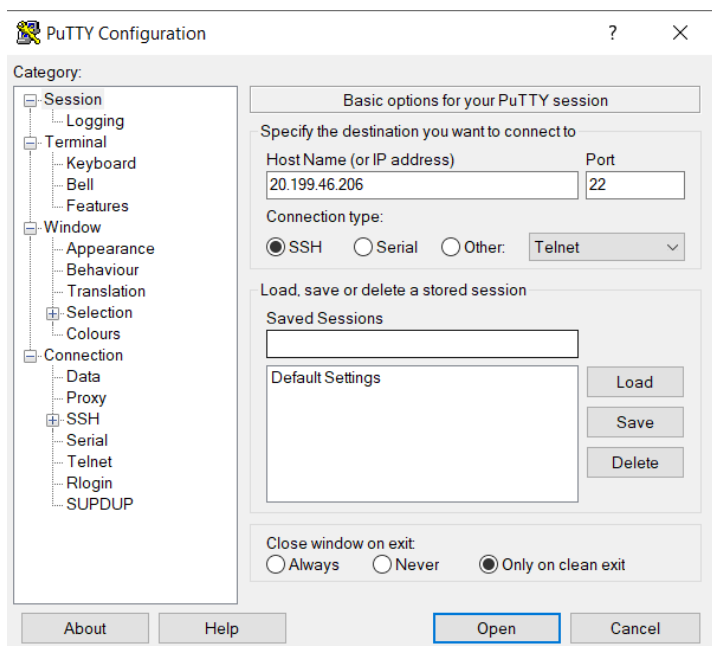 PuTTY Configuration
?
Category:
Session
Logging
Terminal
Keyboard
Bell
Features
Window
Appearance
Behaviour
Translation
Selection
Colours
Connection
Data
Proxy
SSH
Serial
Telnet
Rlogin
SUPDUP
Basic options for your PuTTY session
Specify the destination you want to connect to
Host Name (or IP address) Port
20.199.46.206 22
Connection type:
SSH Serial Other: Telnet
Load, save or delete a stored session
Saved Sessions
Default Settings
Load
Save
Delete
Close window on exit:
Always Never Only on clean exit
About Help Open Cancel